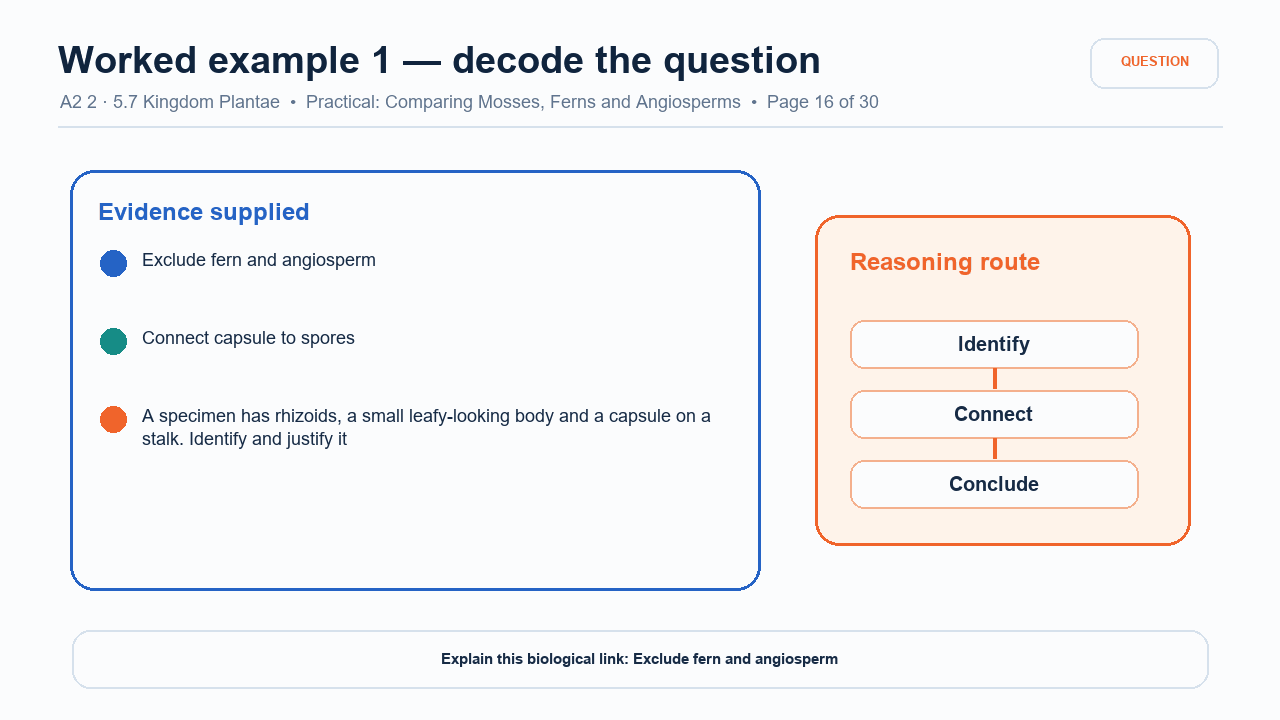 Worked example 1 — decode the question
QUESTION
A2 2 · 5.7 Kingdom Plantae • Practical: Comparing Mosses, Ferns and Angiosperms • Page 16 of 30
Evidence supplied
Exclude fern and angiosperm
Connect capsule to spores
A specimen has rhizoids, a small leafy-looking body and a capsule on a
stalk. Identify and justify it
Reasoning route
Identify
Connect
Conclude
Explain this biological link: Exclude fern and angiosperm